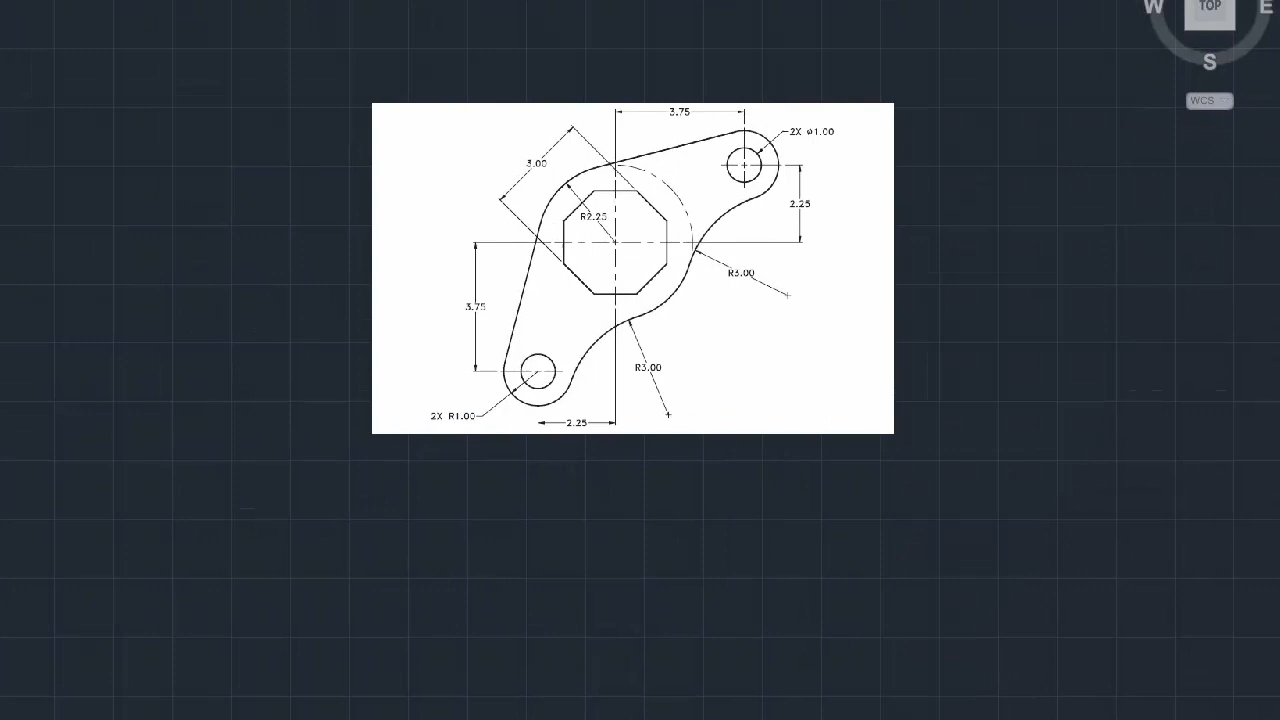 W
TOP
E
S
WCS
3.75
2X ⌀1.00
3.00
2.25
R2.25
R3.00
3.75
R3.00
2X R1.00
2.25